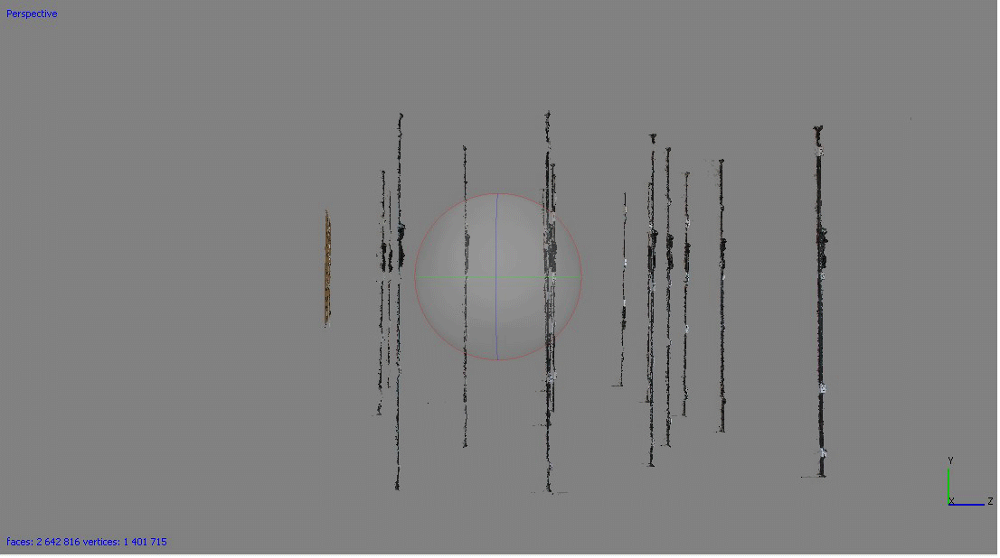 Perspective
Y
X Z
faces: 2 642 816 vertices: 1 401 715